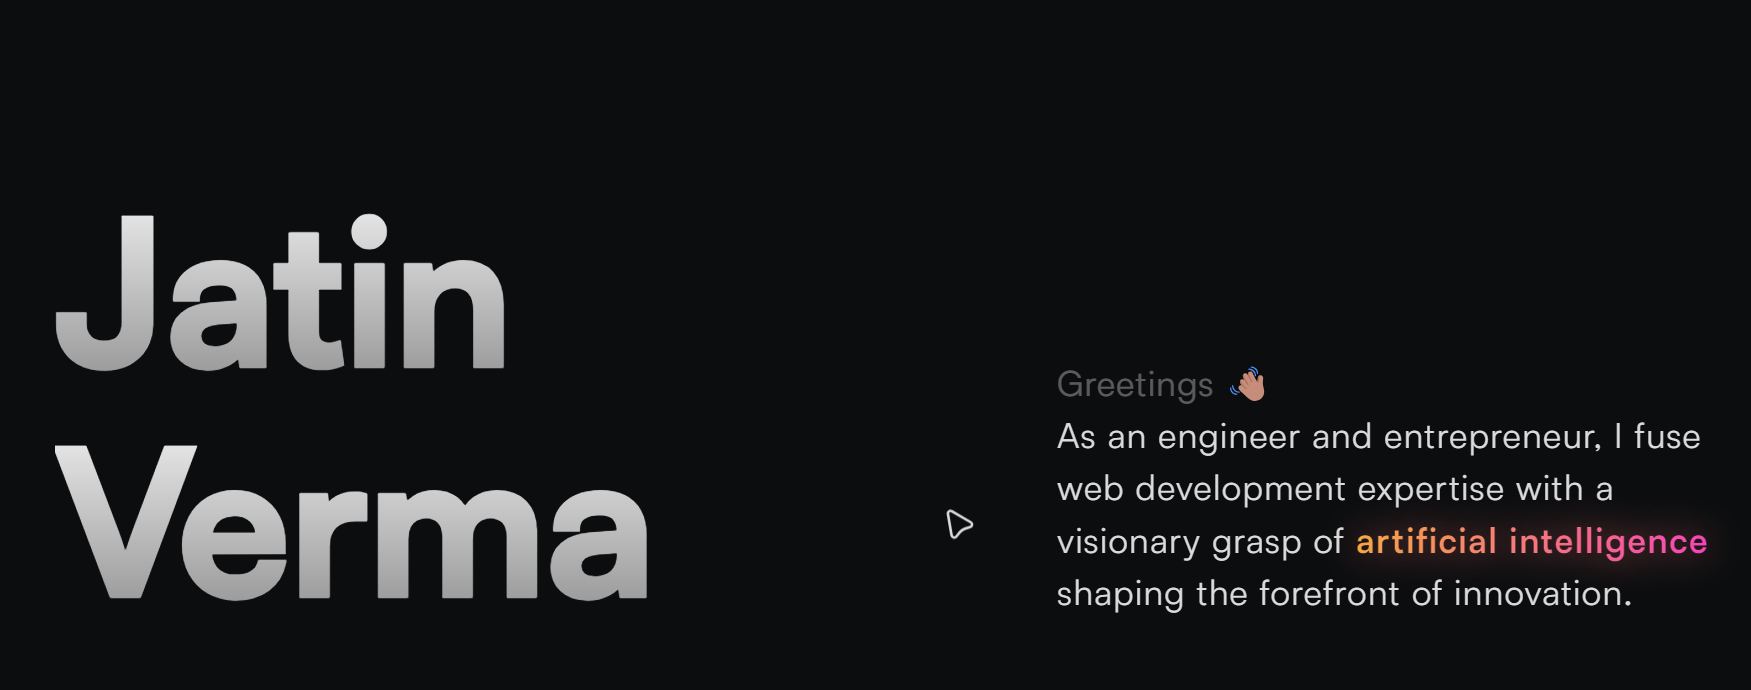 Jatin
Verma
Greetings 👋🏽
As an engineer and entrepreneur, I fuse
web development expertise with a
visionary grasp of artificial intelligence
shaping the forefront of innovation.